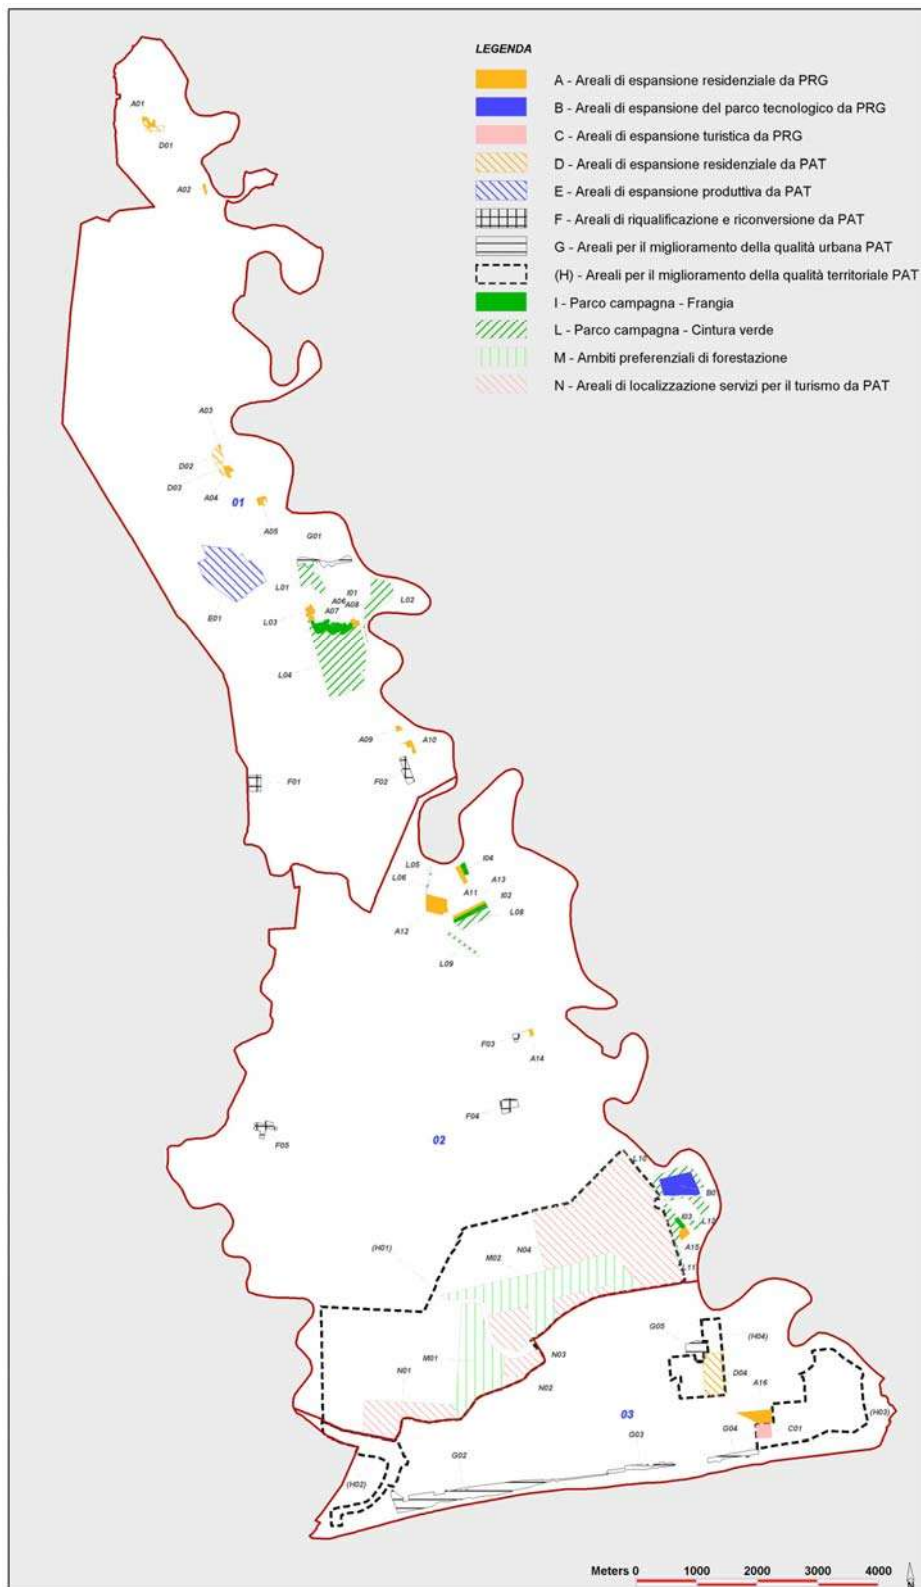 LEGENDA
A - Areali di espansione residenziale da PRG
B - Areali di espansione del parco tecnologico da PRG
C - Areali di espansione turistica da PRG
D - Areali di espansione residenziale da PAT
E - Areali di espansione produttiva da PAT
F - Areali di riqualificazione e riconversione da PAT
G - Areali per il miglioramento della qualità urbana PAT
(H) - Areali per il miglioramento della qualità territoriale PAT
I - Parco campagna - Frangia
L - Parco campagna - Cintura verde
M - Ambiti preferenziali di forestazione
N - Areali di localizzazione servizi per il turismo da PAT
A01
D01
A02
A03
D02
D03
A04
01
A05
G01
L01
I01
A06
A08
L02
A07
L03
E01
L04
A09
A10
F01
F02
L05
I04
L06
A13
A11
I02
L08
A12
L09
F03
A14
F04
F05
02
L10
I03
A15
L11
(H01)
N04
M02
G05
(H04)
N03
M01
N01
D04
A16
N02
03
(H03)
G04
C01
G03
G02
(H02)
Meters 0 1000 2000 3000 4000